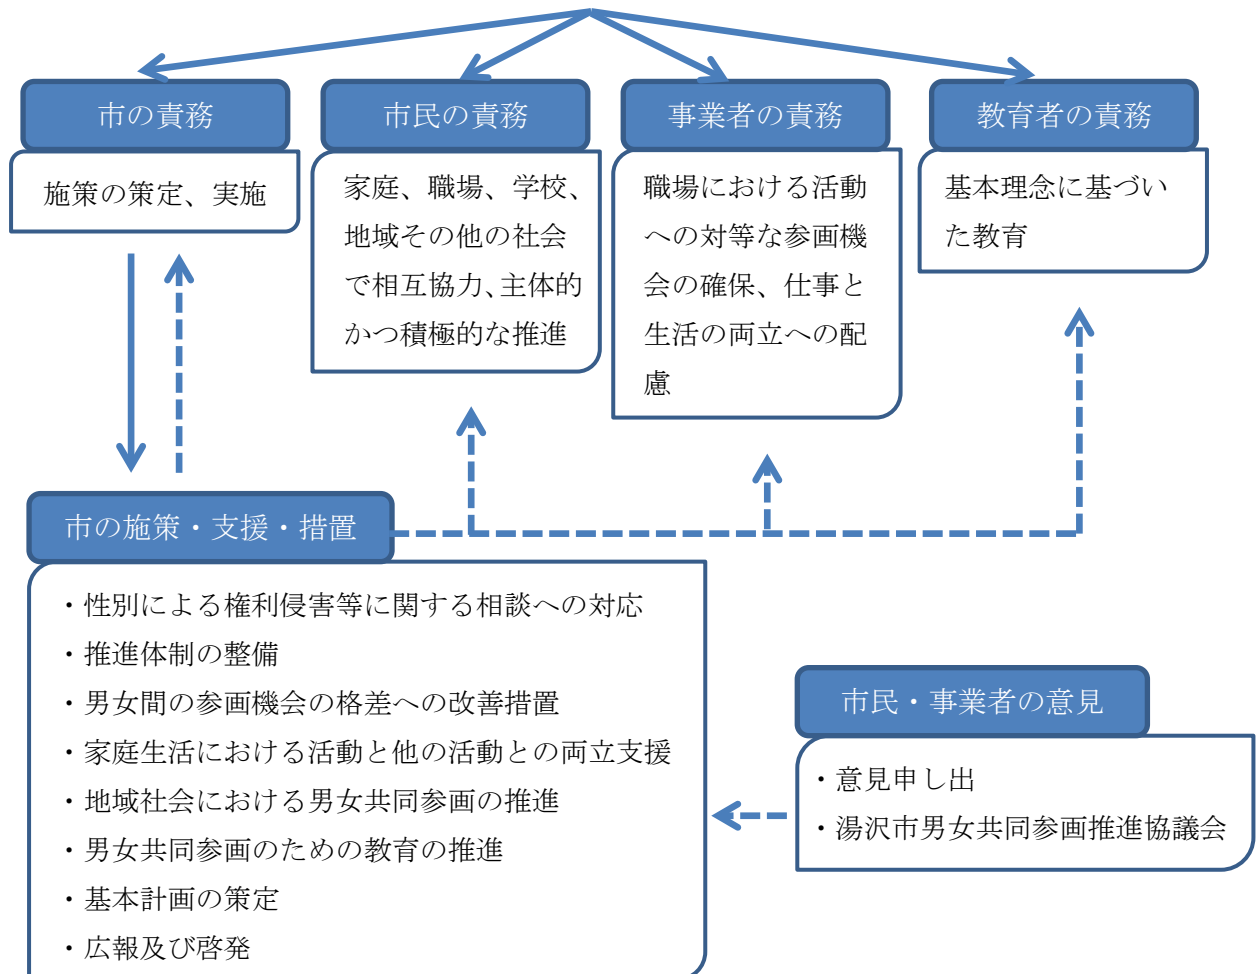 市の責務
施策の策定、実施
市民の責務
家庭、職場、学校、
地域その他の社会
で相互協力、主体的
かつ積極的な推進
事業者の責務
職場における活動
への対等な参画機
会の確保、仕事と
生活の両立への配
慮
教育者の責務
基本理念に基づい
た教育
市の施策・支援・措置
・性別による権利侵害等に関する相談への対応
・推進体制の整備
・男女間の参画機会の格差への改善措置
・家庭生活における活動と他の活動との両立支援
・地域社会における男女共同参画の推進
・男女共同参画のための教育の推進
・基本計画の策定
・広報及び啓発
市民・事業者の意見
・意見申し出
・湯沢市男女共同参画推進協議会